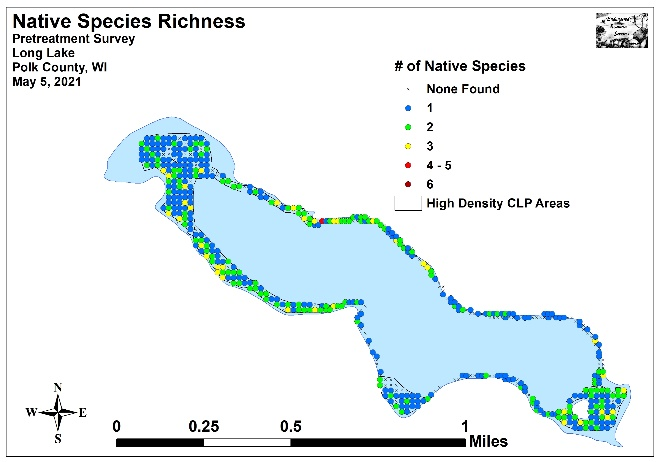 Native Species Richness
Pretreatment Survey
Long Lake
Polk County, WI
May 5, 2021
# of Native Species
None Found
1
2
3
4 - 5
6
High Density CLP Areas
N
W
E
S
0
0.25
0.5
1
Miles